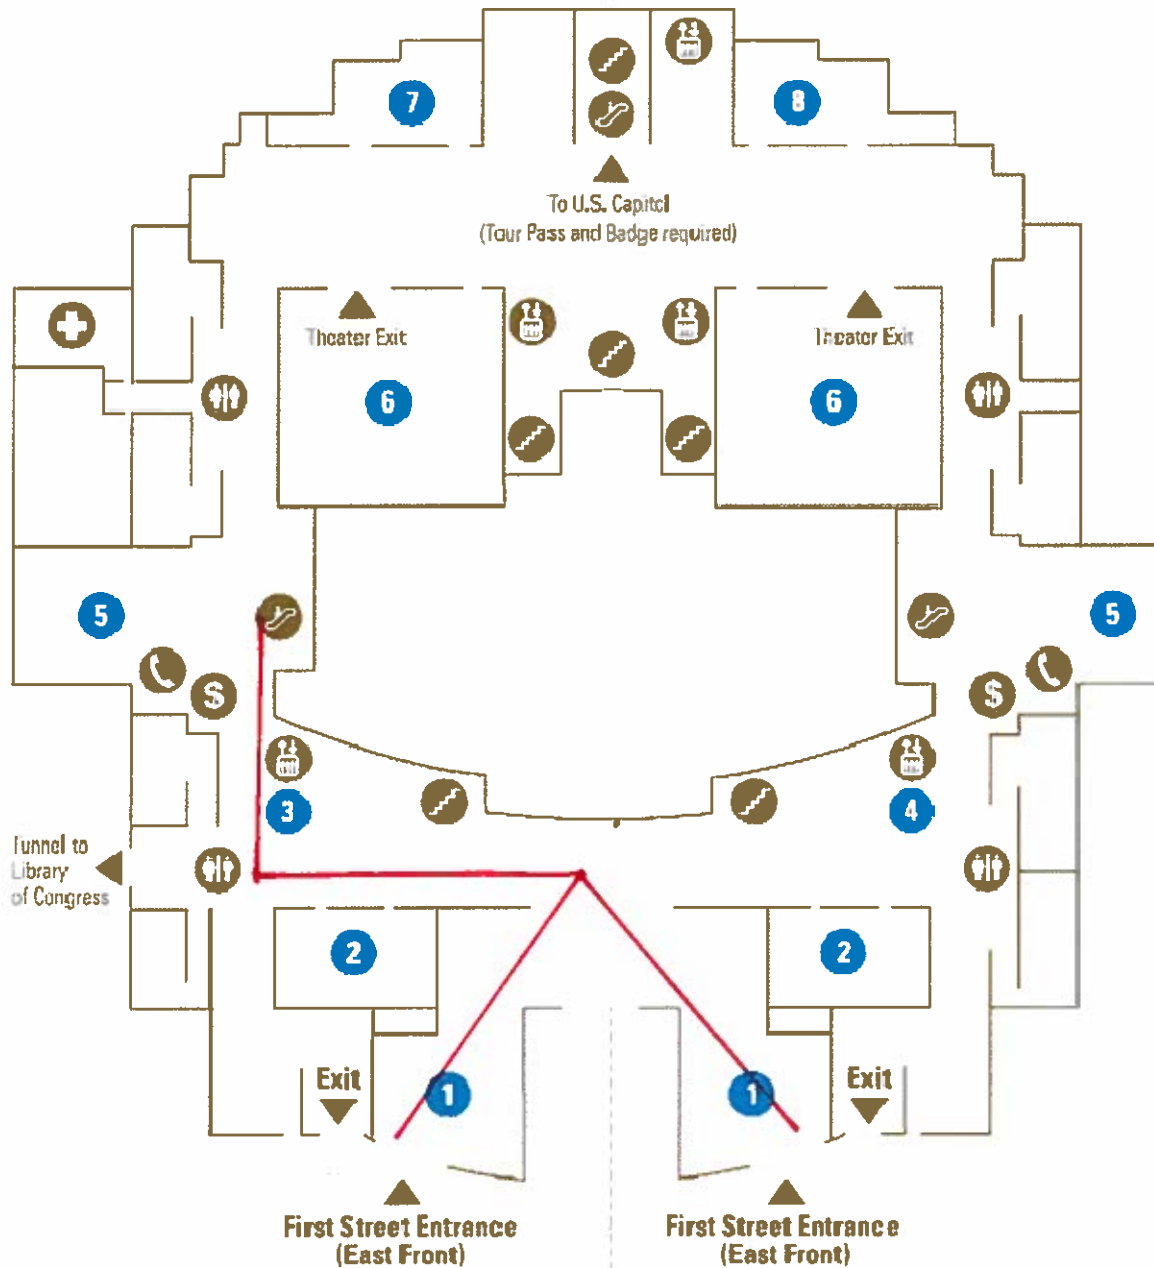 7
8
To U.S. Capitol
(Tour Pass and Badge required)
Theater Exit
Theater Exit
6
6
5
5
$
$
3
4
Tunnel to
Library
of Congress
2
2
Exit
Exit
1
1
First Street Entrance
(East Front)
First Street Entrance
(East Front)